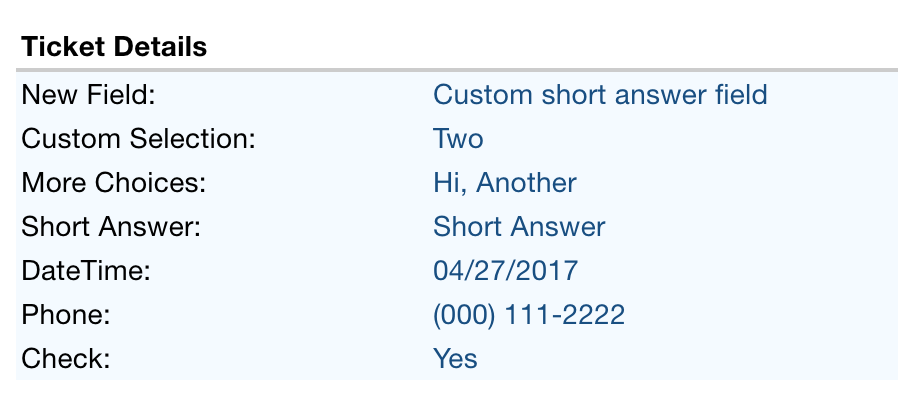 Ticket Details
New Field: Custom short answer field
Custom Selection: Two
More Choices: Hi, Another
Short Answer: Short Answer
DateTime: 04/27/2017
Phone: (000) 111-2222
Check: Yes